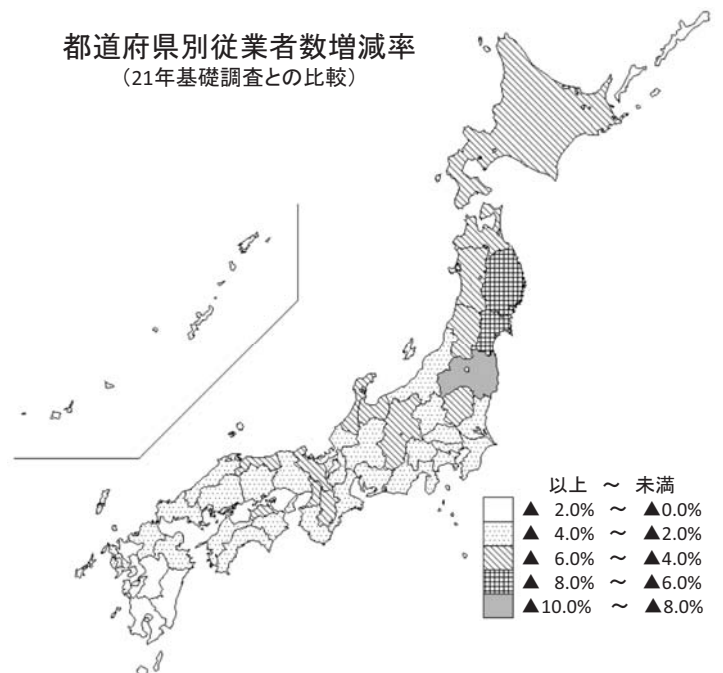 都道府県別従業者数増減率
（21年基礎調査との比較）
以上 ～ 未満
▲ 2.0% ～ ▲0.0%
▲ 4.0% ～ ▲2.0%
▲ 6.0% ～ ▲4.0%
▲ 8.0% ～ ▲6.0%
▲10.0% ～ ▲8.0%